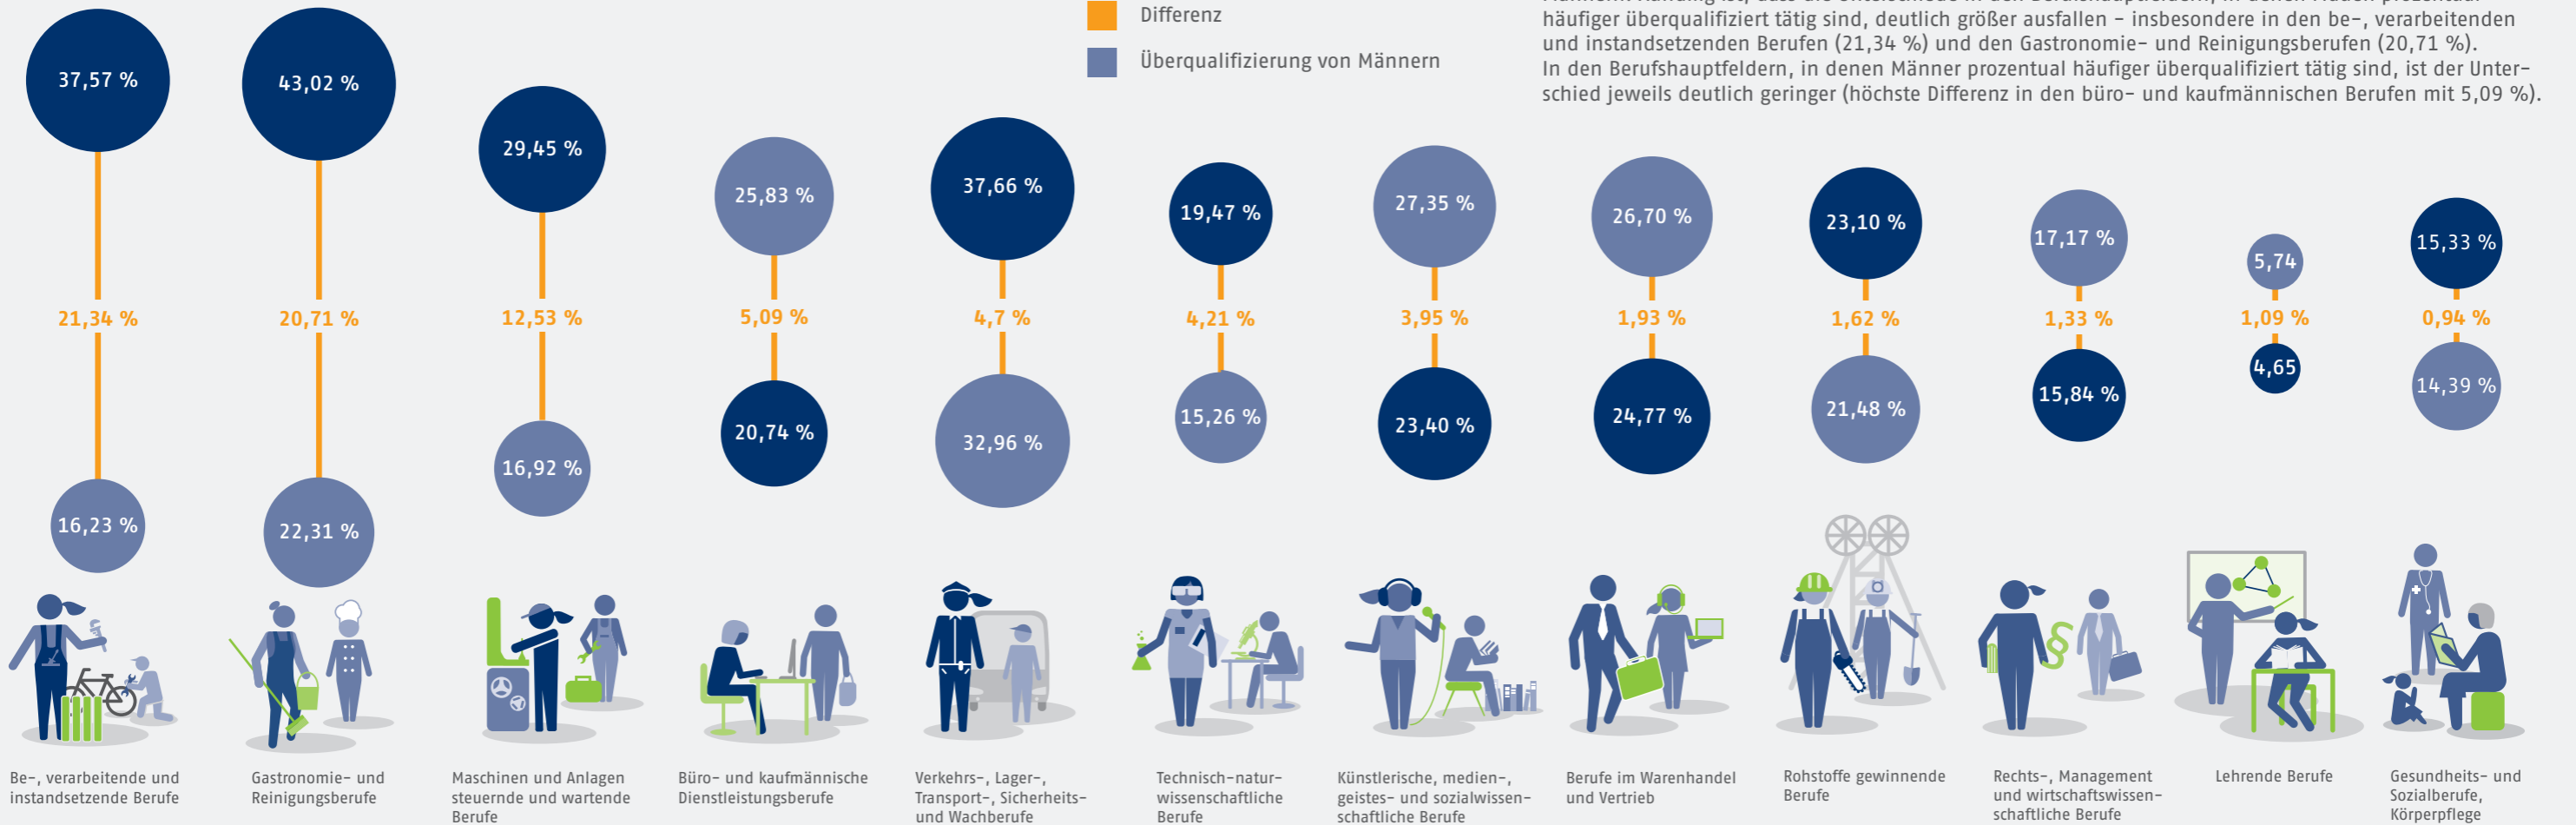 Differenz
Überqualifizierung von Männern
häufiger überqualifiziert tätig sind, deutlich größer ausfallen – insbesondere in den be-, verarbeitenden
und instandsetzenden Berufen (21,34 %) und den Gastronomie- und Reinigungsberufen (20,71 %).
In den Berufshauptfeldern, in denen Männer prozentual häufiger überqualifiziert tätig sind, ist der Unter-
schied jeweils deutlich geringer (höchste Differenz in den büro- und kaufmännischen Berufen mit 5,09 %).
37,57 %
21,34 %
16,23 %
Be-, verarbeitende und
instandsetzende Berufe
43,02 %
20,71 %
22,31 %
Gastronomie- und
Reinigungsberufe
29,45 %
12,53 %
16,92 %
Maschinen und Anlagen
steuernde und wartende
Berufe
25,83 %
5,09 %
20,74 %
Büro- und kaufmännische
Dienstleistungsberufe
37,66 %
4,7 %
32,96 %
Verkehrs-, Lager-,
Transport-, Sicherheits-
und Wachberufe
19,47 %
4,21 %
15,26 %
Technisch-natur-
wissenschaftliche
Berufe
27,35 %
3,95 %
23,40 %
Künstlerische, medien-,
geistes- und sozialwissen-
schaftliche Berufe
26,70 %
1,93 %
24,77 %
Berufe im Warenhandel
und Vertrieb
23,10 %
1,62 %
21,48 %
Rohstoffe gewinnende
Berufe
17,17 %
1,33 %
15,84 %
§
Rechts-, Management
und wirtschaftswissen-
schaftliche Berufe
5,74
1,09 %
4,65
Lehrende Berufe
15,33 %
0,94 %
14,39 %
Gesundheits- und
Sozialberufe,
Körperpflege